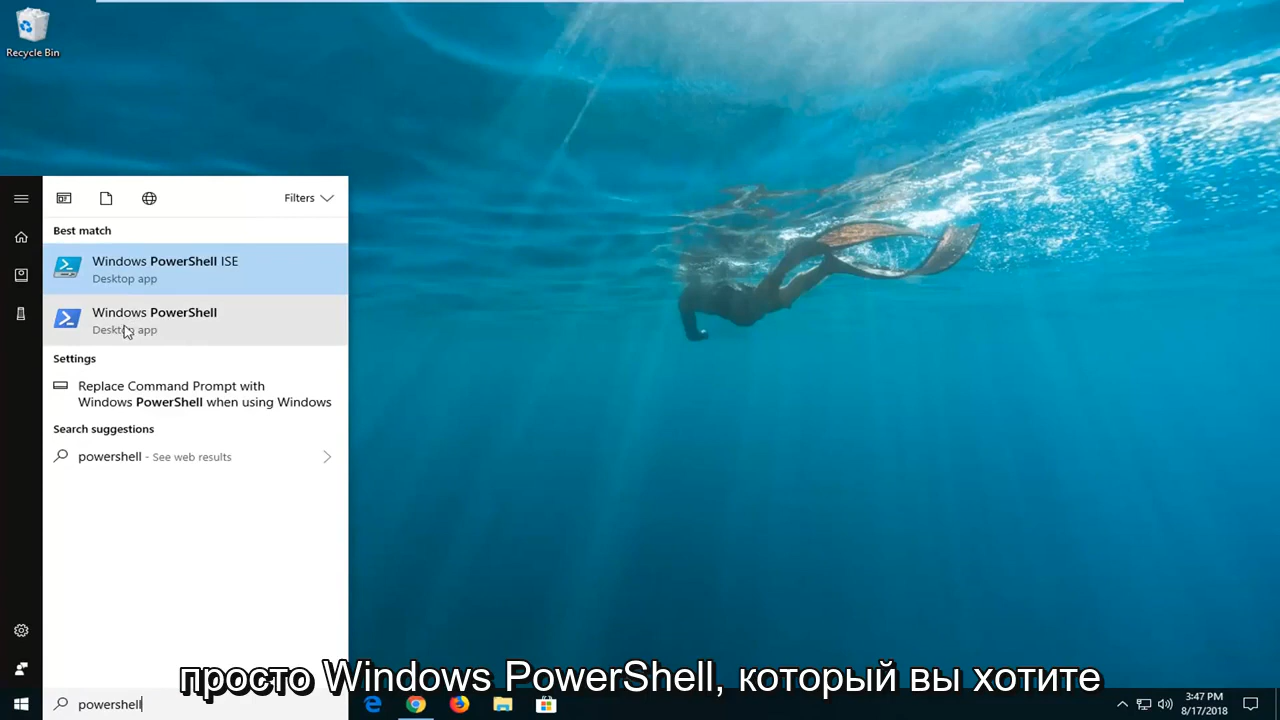 Recycle Bin
Filters
Best match
Windows PowerShell ISE
Desktop app
Windows PowerShell
Desktop app
Settings
Replace Command Prompt with
Windows PowerShell when using Windows
Search suggestions
powershell - See web results
просто Windows PowerShell, который вы хотите
powershell
3:47 PM
8/17/2018